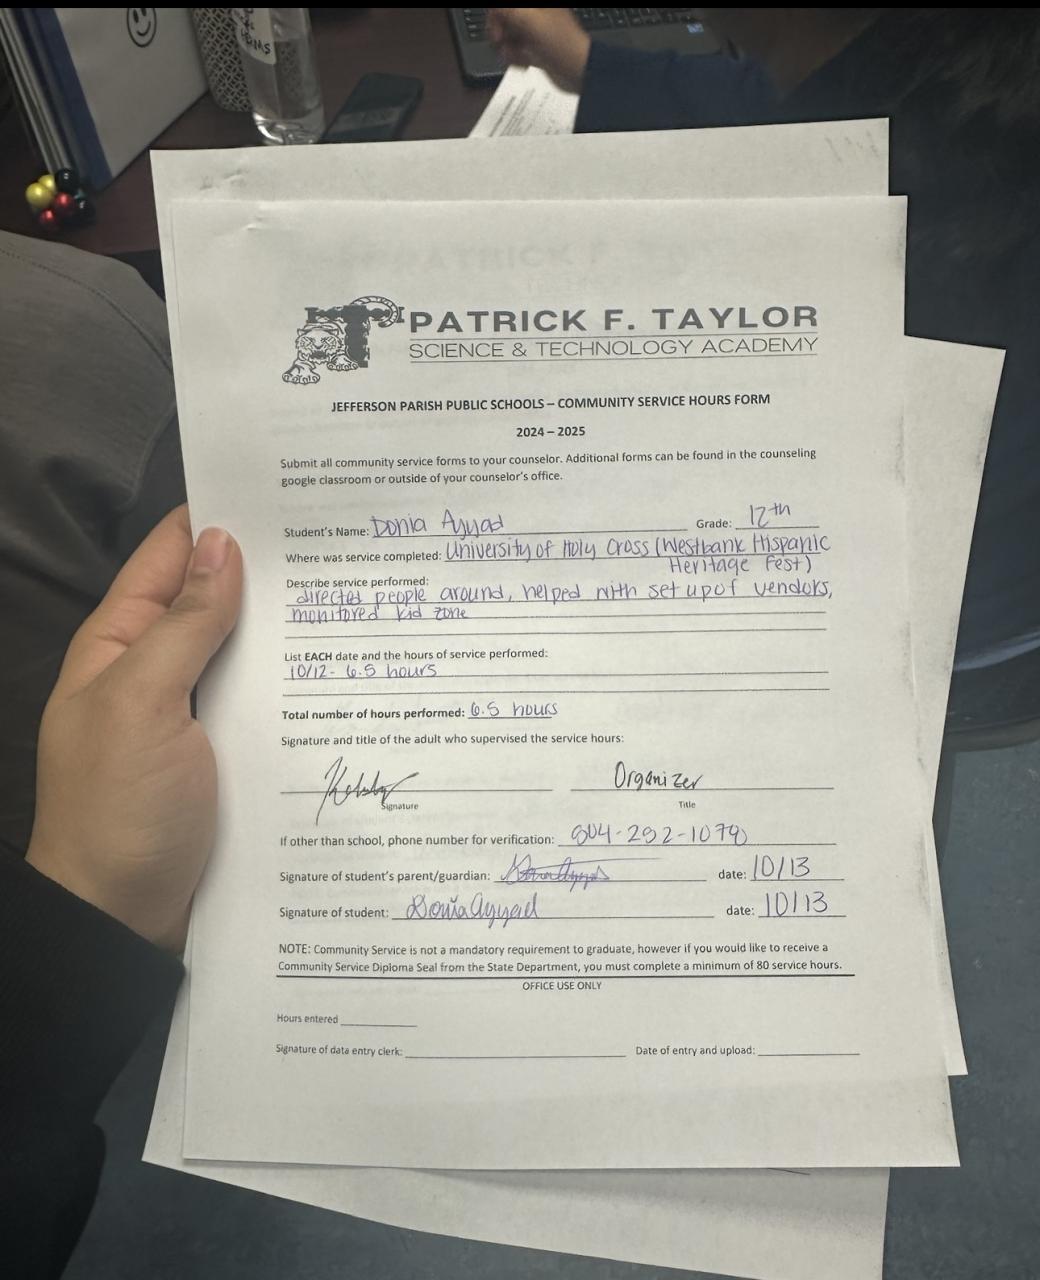 PATRICK F. TAYLOR
SCIENCE & TECHNOLOGY ACADEMY
JEFFERSON PARISH PUBLIC SCHOOLS – COMMUNITY SERVICE HOURS FORM
2024 – 2025
Submit all community service forms to your counselor. Additional forms can be found in the counseling
google classroom or outside of your counselor's office.
Student's Name: Donia Ayyad Grade: 12th
Where was service completed: University of Holy Cross (Westbank Hispanic
Heritage Fest)
Describe service performed:
directed people around, helped with set up of vendors,
monitored kid zone
List EACH date and the hours of service performed:
10/12 - 6.5 hours
Total number of hours performed: 6.5 hours
Signature and title of the adult who supervised the service hours:
Organizer
Signature Title
If other than school, phone number for verification: 504-292-1079
Signature of student's parent/guardian: date: 10/13
Signature of student: Donia Ayyad date: 10/13
NOTE: Community Service is not a mandatory requirement to graduate, however if you would like to receive a
Community Service Diploma Seal from the State Department, you must complete a minimum of 80 service hours.
OFFICE USE ONLY
Hours entered
Signature of data entry clerk: Date of entry and upload: